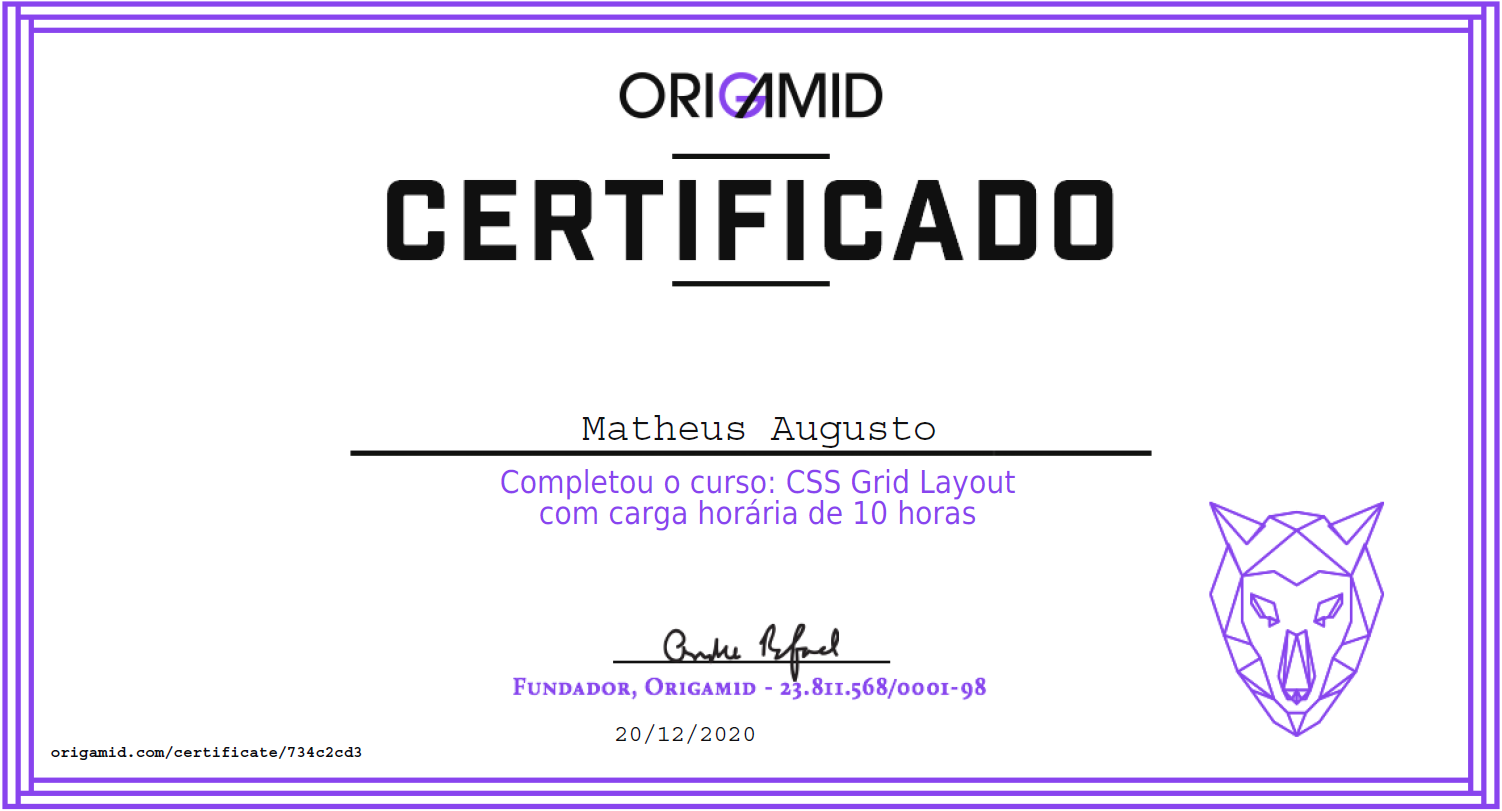 ORIGAMID
CERTIFICADO
Matheus Augusto
Completou o curso: CSS Grid Layout
com carga horária de 10 horas
Andre Rafael
Fundador, Origamid - 23.811.568/0001-98
20/12/2020
origamid.com/certificate/734c2cd3